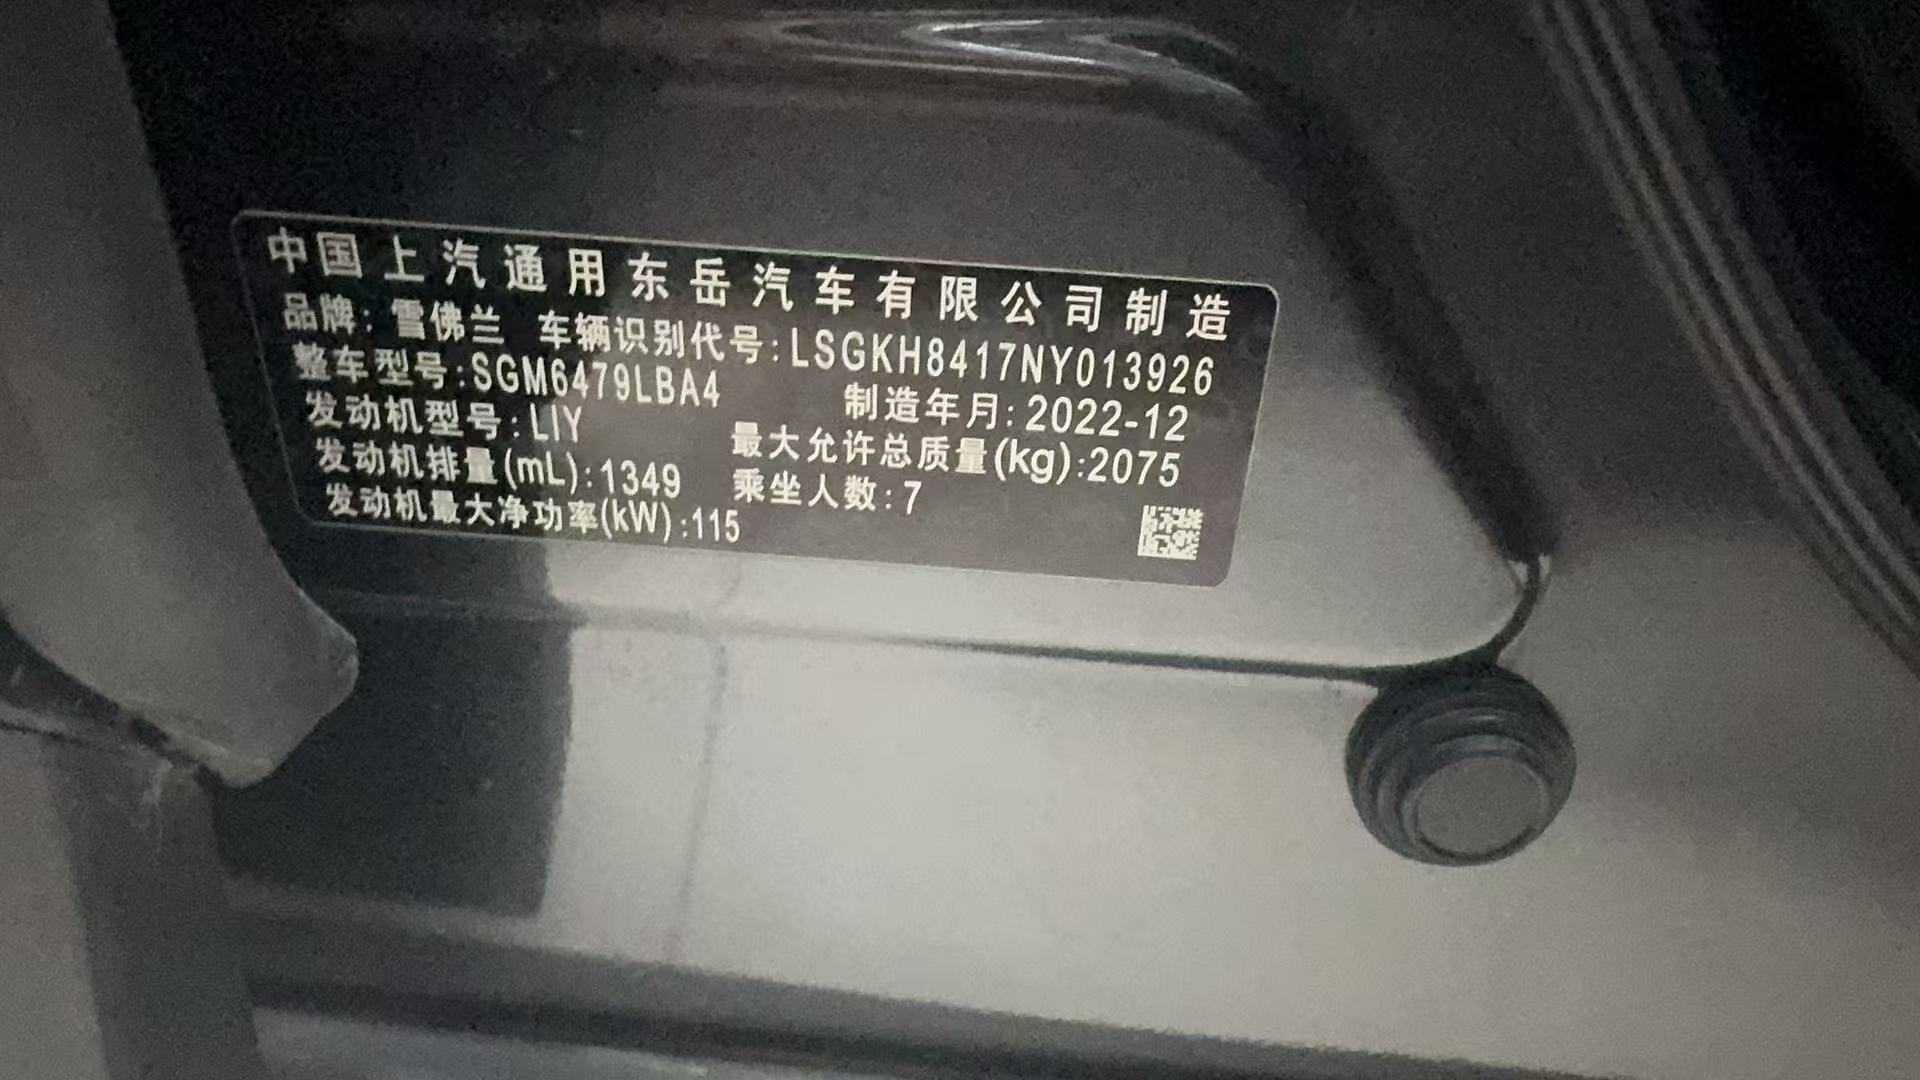 中国上汽通用东岳汽车有限公司制造
品牌：雪佛兰 车辆识别代号:LSGKH8417NY013926
整车型号:SGM6479LBA4 制造年月:2022-12
发动机型号:LIY 最大允许总质量(kg):2075
发动机排量(mL):1349 乘坐人数:7
发动机最大净功率(kW):115